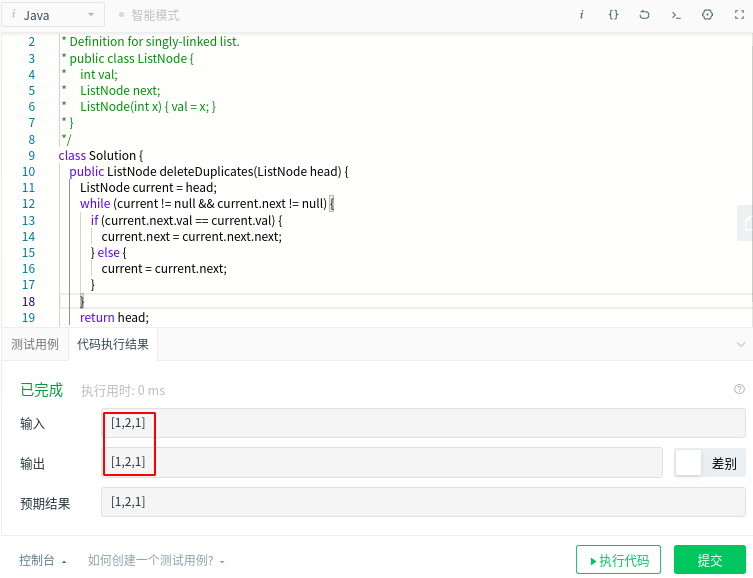 i Java 智能模式 i {}
2 * Definition for singly-linked list.
3 * public class ListNode {
4 * int val;
5 * ListNode next;
6 * ListNode(int x) { val = x; }
7 * }
8 */
9 class Solution {
10 public ListNode deleteDuplicates(ListNode head) {
11 ListNode current = head;
12 while (current != null && current.next != null) {
13 if (current.next.val == current.val) {
14 current.next = current.next.next;
15 } else {
16 current = current.next;
17 }
18 }
19 return head;
测试用例 代码执行结果
已完成 执行用时: 0 ms
输入 [1,2,1]
输出 [1,2,1] 差别
预期结果 [1,2,1]
控制台 如何创建一个测试用例? 执行代码 提交